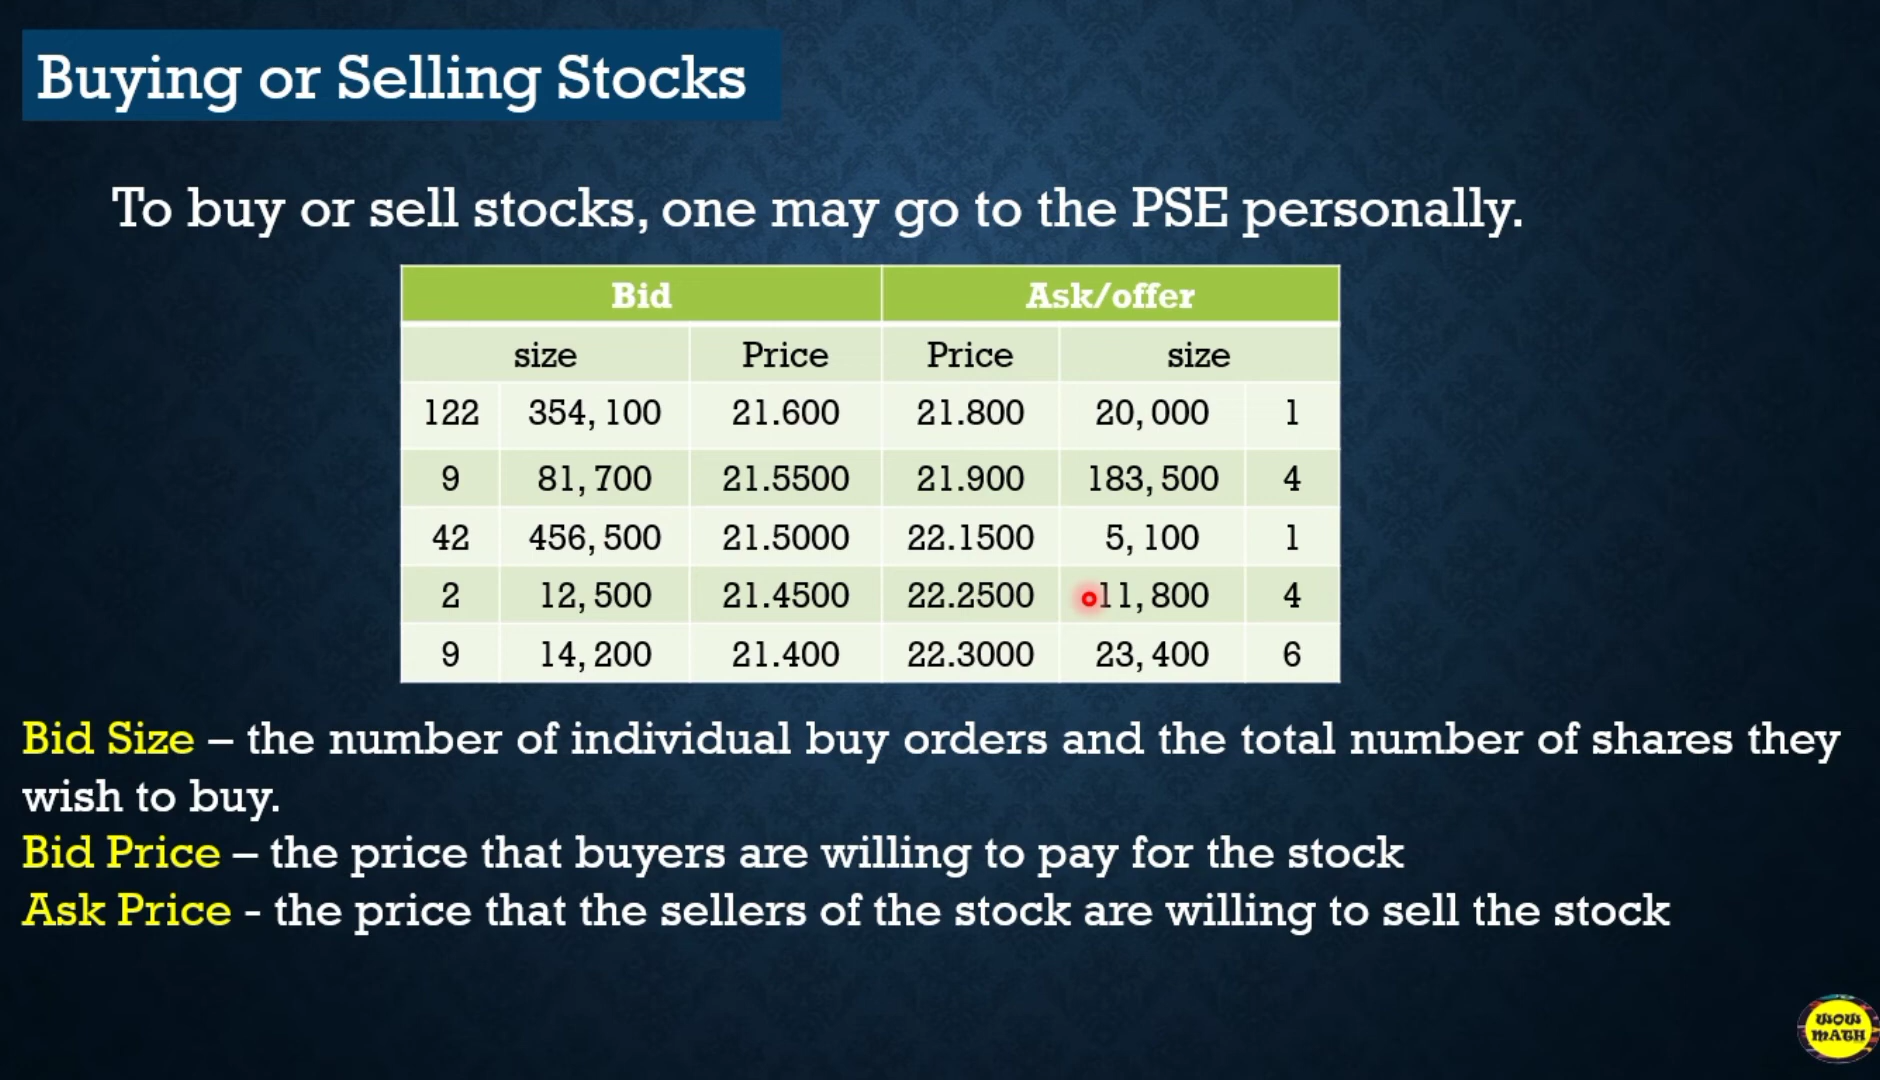 Buying or Selling Stocks
To buy or sell stocks, one may go to the PSE personally.
Bid Ask/offer
size Price Price size
122 354, 100 21.600 21.800 20, 000 1
9 81, 700 21.5500 21.900 183, 500 4
42 456, 500 21.5000 22.1500 5, 100 1
2 12, 500 21.4500 22.2500 11, 800 4
9 14, 200 21.400 22.3000 23, 400 6
Bid Size – the number of individual buy orders and the total number of shares they
wish to buy.
Bid Price – the price that buyers are willing to pay for the stock
Ask Price - the price that the sellers of the stock are willing to sell the stock
WOW
MATH